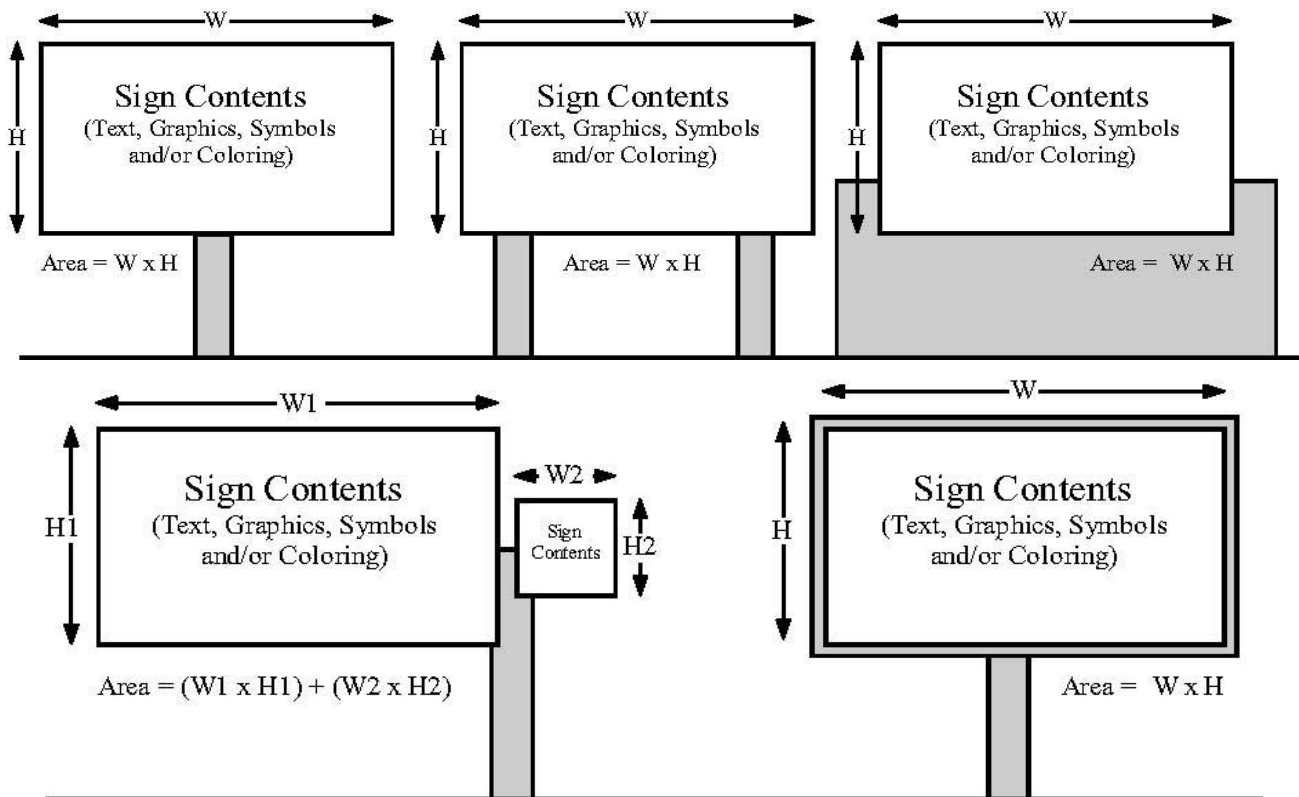 W
H
Sign Contents
(Text, Graphics, Symbols
and/or Coloring)
Area = W x H
W
H
Sign Contents
(Text, Graphics, Symbols
and/or Coloring)
Area = W x H
W
H
Sign Contents
(Text, Graphics, Symbols
and/or Coloring)
Area = W x H
W1
H1
Sign Contents
(Text, Graphics, Symbols
and/or Coloring)
W2
Sign
Contents
H2
Area = (W1 x H1) + (W2 x H2)
W
H
Sign Contents
(Text, Graphics, Symbols
and/or Coloring)
Area = W x H